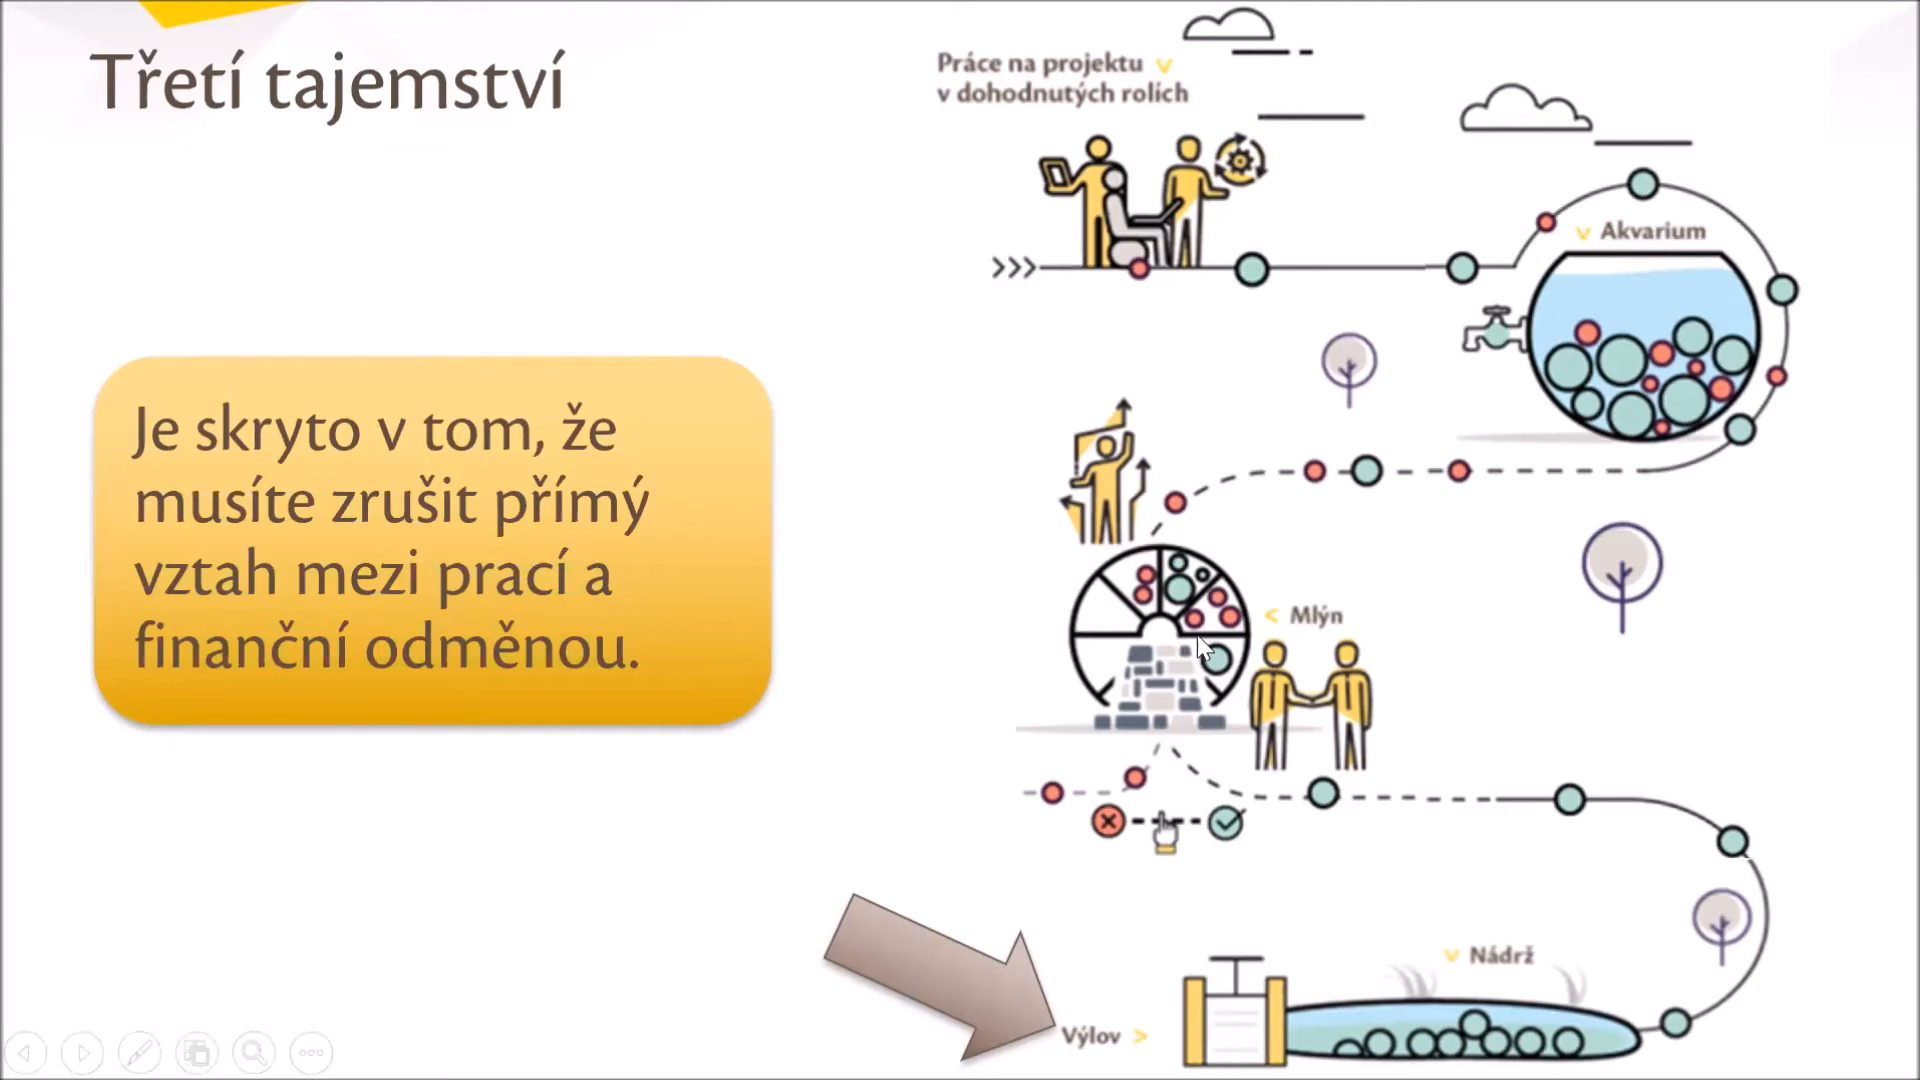 Třetí tajemství
Je skryto v tom, že
musíte zrušit přímý
vztah mezi prací a
finanční odměnou.
Práce na projektu
v dohodnutých rolích
Akvarium
Mlýn
Nádrž
Výlov